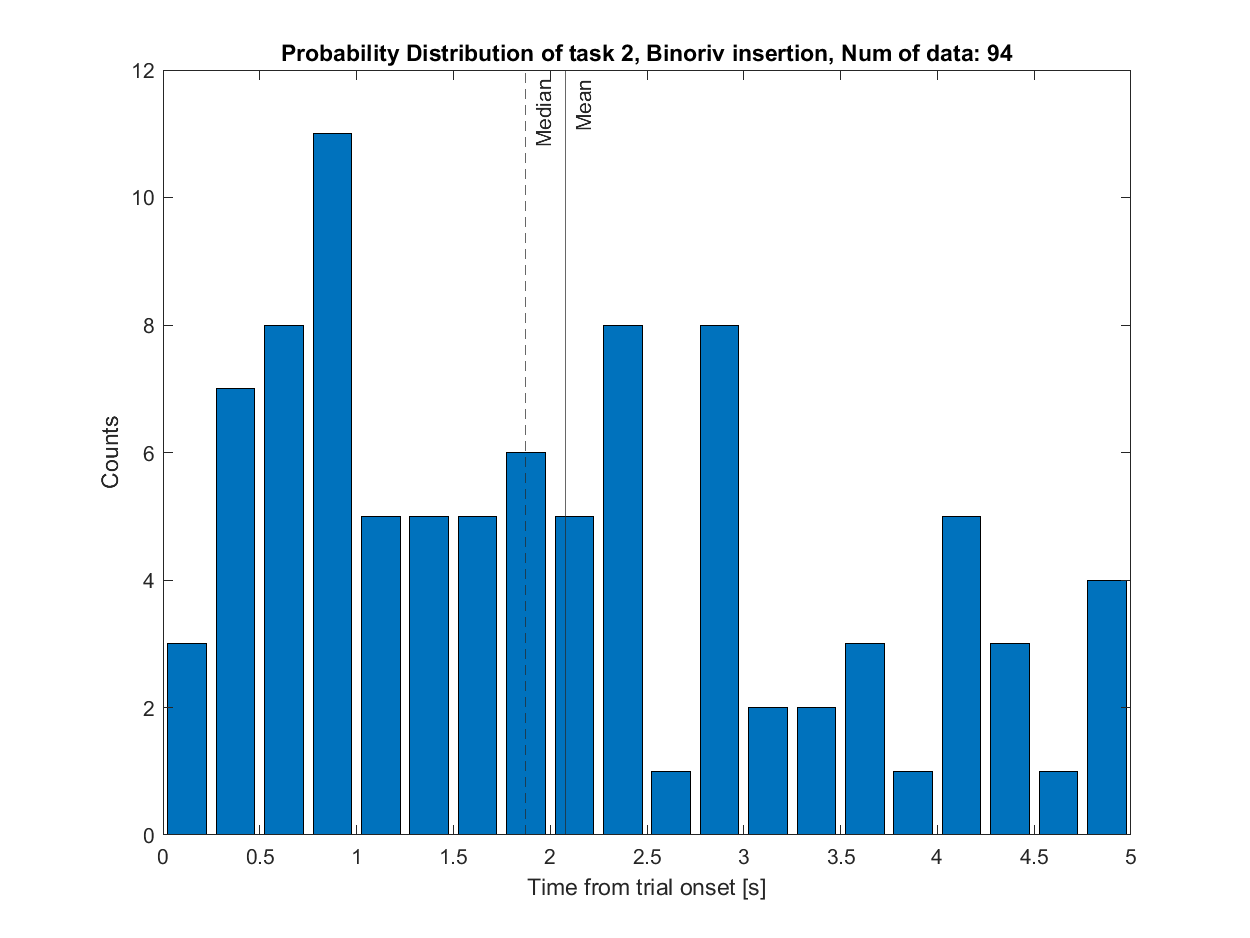 Probability Distribution of task 2, Binoriv insertion, Num of data: 94
12
10
8
6
4
2
0
Counts
Median
Mean
0 0.5 1 1.5 2 2.5 3 3.5 4 4.5 5
Time from trial onset [s]